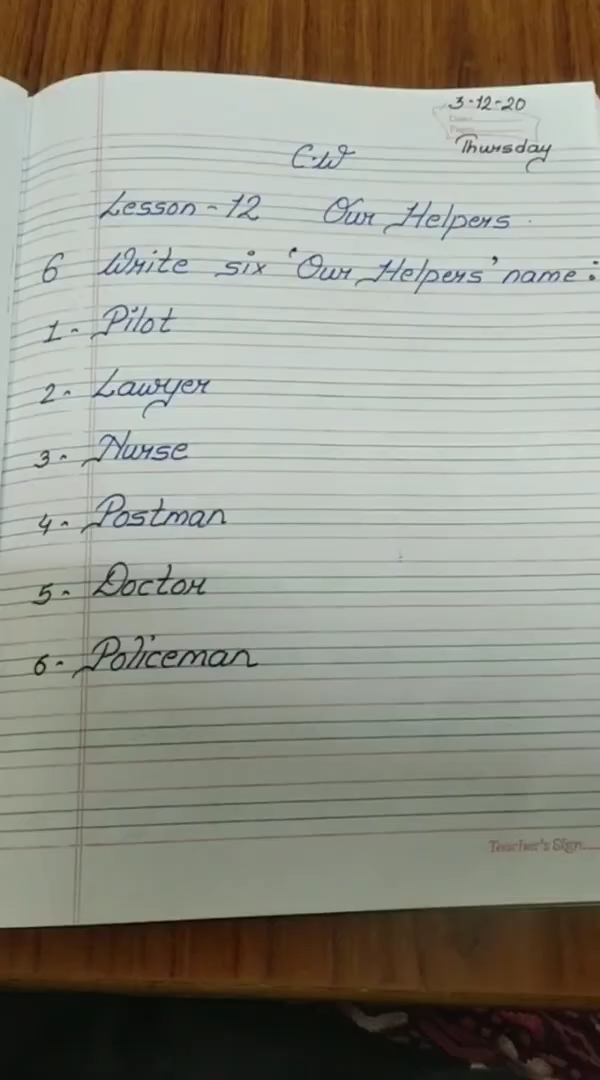 3-12-20
Thursday
C.W
Lesson - 12 Our Helpers
6 Write six 'Our Helpers' name :
1- Pilot
2- Lawyer
3- Nurse
4- Postman
5- Doctor
6- Policeman
Teacher's Sign.....